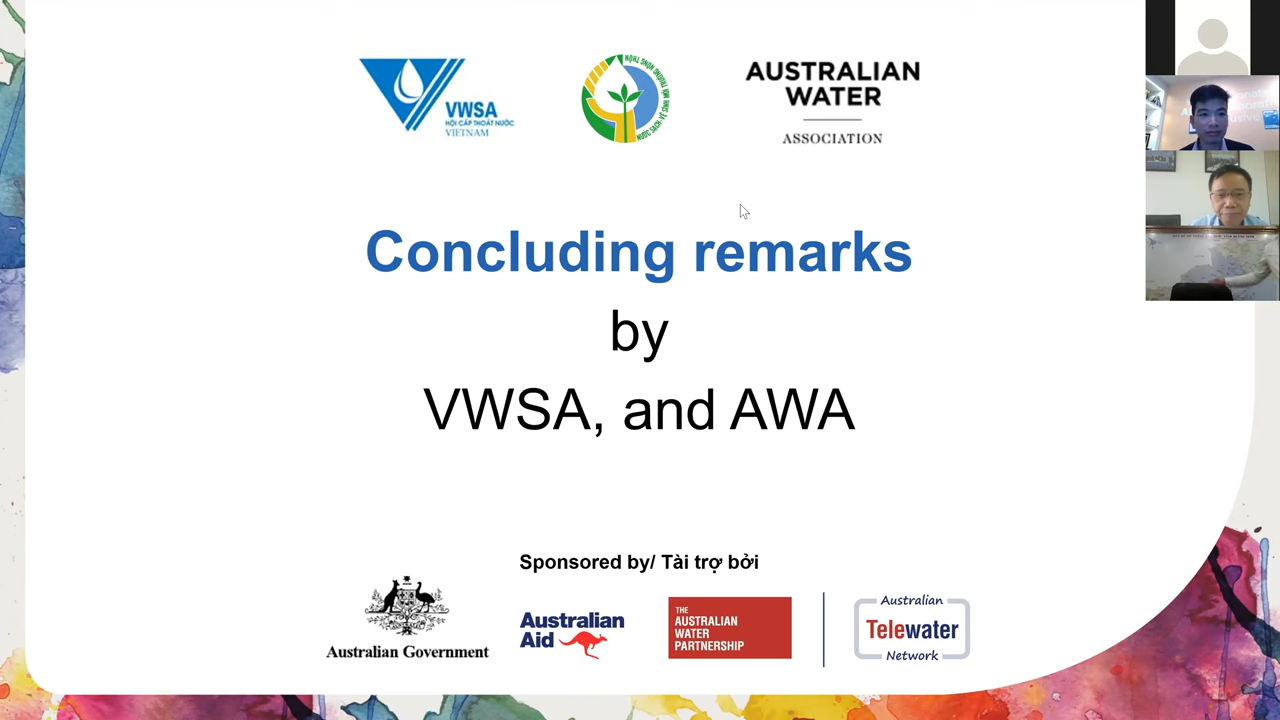 VWSA
HỘI CẤP THOÁT NƯỚC
VIETNAM
AUSTRALIAN
WATER
ASSOCIATION
Concluding remarks
by
VWSA, and AWA
Sponsored by/ Tài trợ bởi
Australian Government
Australian
Aid
THE
AUSTRALIAN
WATER
PARTNERSHIP
Australian
Telewater
Network